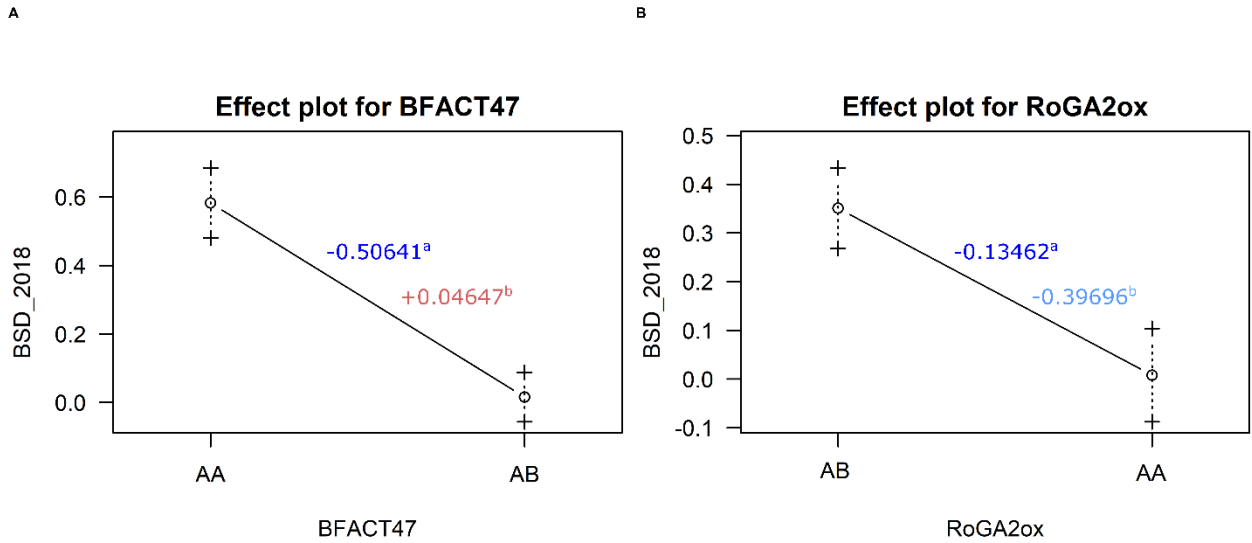 A
Effect plot for BFACT47
BSD_2018
0.6
0.4
0.2
0.0
-0.50641ᵃ
+0.04647ᵇ
AA
AB
BFACT47
B
Effect plot for RoGA2ox
BSD_2018
0.5
0.4
0.3
0.2
0.1
0.0
-0.1
-0.13462ᵃ
-0.39696ᵇ
AB
AA
RoGA2ox